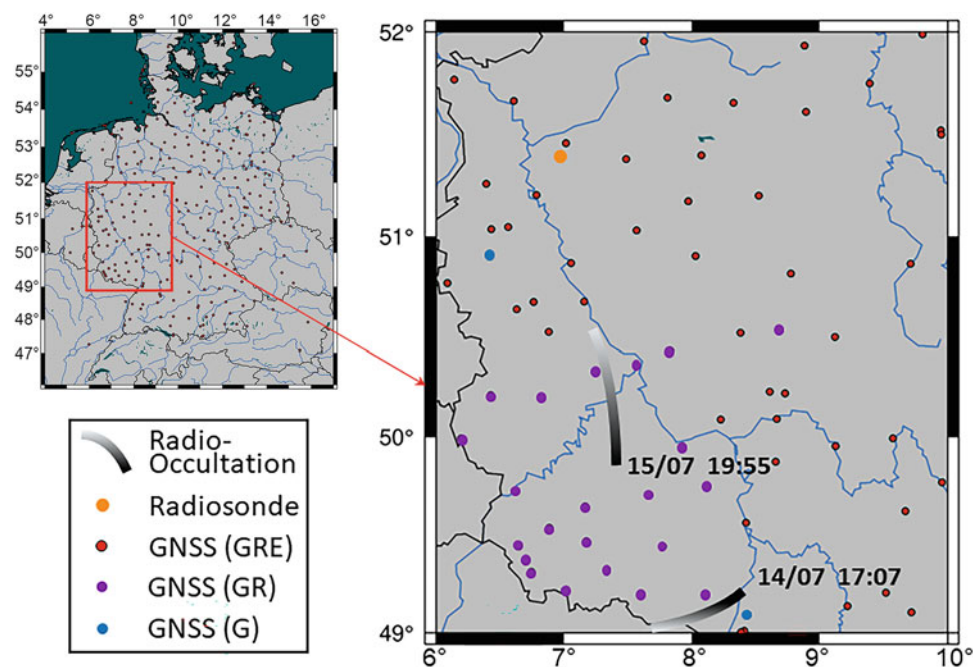 4° 6° 8° 10° 12° 14° 16°
55°
54°
53°
52°
51°
50°
49°
48°
47°
Radio-
Occultation
Radiosonde
GNSS (GRE)
GNSS (GR)
GNSS (G)
52°
51°
50°
49°
15/07 19:55
14/07 17:07
6° 7° 8° 9° 10°